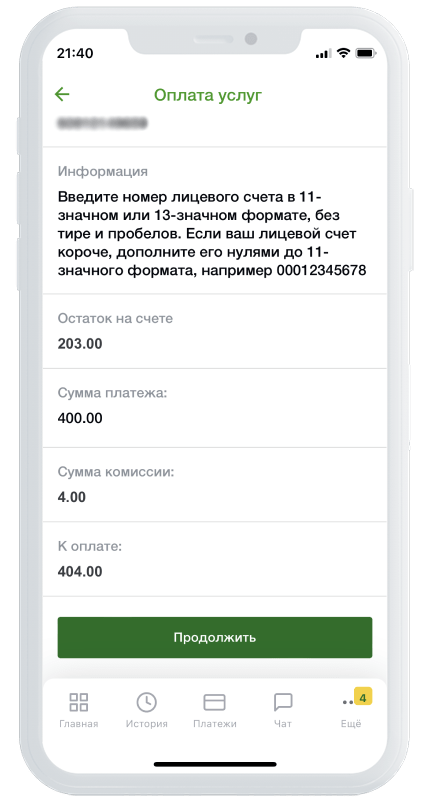 21:40
Оплата услуг
Информация
Введите номер лицевого счета в 11-
значном или 13-значном формате, без
тире и пробелов. Если ваш лицевой счет
короче, дополните его нулями до 11-
значного формата, например 00012345678
Остаток на счете
203.00
Сумма платежа:
400.00
Сумма комиссии:
4.00
К оплате:
404.00
Продолжить
4
Главная История Платежи Чат Ещё